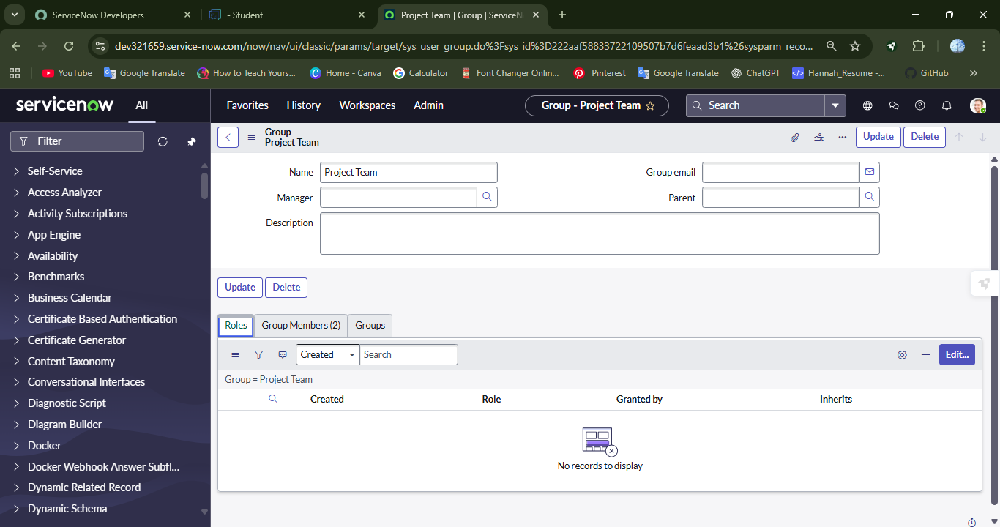 ServiceNow Developers
- Student
Project Team | Group | ServiceN
dev321659.service-now.com/now/nav/ui/classic/params/target/sys_user_group.do%3Fsys_id%3D222aaf58833722109507b7d6feaad3b1%26sysparm_reco...
YouTube
Google Translate
How to Teach Yours...
Home - Canva
Calculator
Font Changer Onlin...
Pinterest
Google Translate
ChatGPT
Hannah_Resume -...
GitHub
servicenow
All
Favorites
History
Workspaces
Admin
Group - Project Team
Search
Filter
Self-Service
Access Analyzer
Activity Subscriptions
App Engine
Availability
Benchmarks
Business Calendar
Certificate Based Authentication
Certificate Generator
Content Taxonomy
Conversational Interfaces
Diagnostic Script
Diagram Builder
Docker
Docker Webhook Answer Subfl...
Dynamic Related Record
Dynamic Schema
Group
Project Team
Update
Delete
Name
Project Team
Group email
Manager
Parent
Description
Update
Delete
Roles
Group Members (2)
Groups
Created
Search
Edit...
Group = Project Team
Created
Role
Granted by
Inherits
No records to display